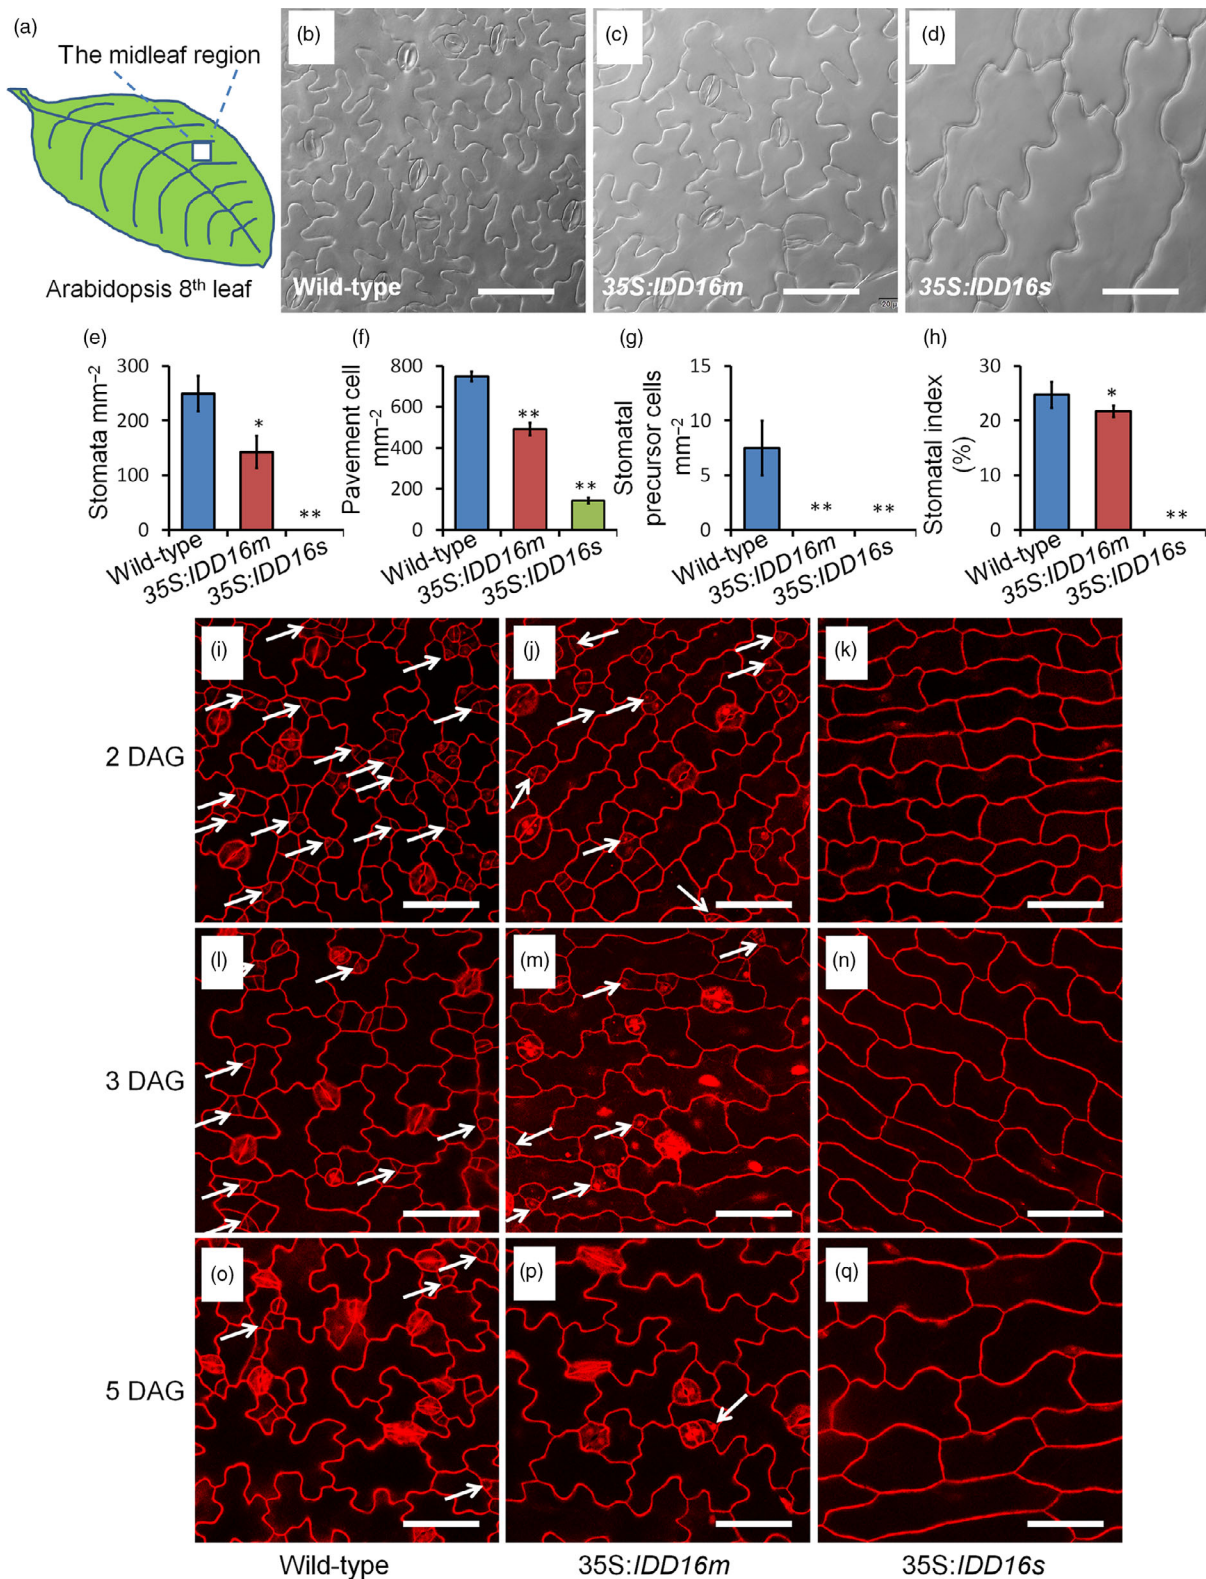 (a)
The midleaf region
Arabidopsis 8th leaf
(b)
Wild-type
(c)
35S:IDD16m
20 µm
(d)
35S:IDD16s
(e)
Stomata mm⁻²
300
200
100
0
*
**
Wild-type
35S:IDD16m
35S:IDD16s
(f)
Pavement cell
mm⁻²
800
600
400
200
0
**
**
Wild-type
35S:IDD16m
35S:IDD16s
(g)
Stomatal
precursor cells
mm⁻²
15
10
5
0
**
**
Wild-type
35S:IDD16m
35S:IDD16s
(h)
Stomatal index
(%)
30
20
10
0
*
**
Wild-type
35S:IDD16m
35S:IDD16s
(i)
(j)
(k)
2 DAG
(l)
(m)
(n)
3 DAG
(o)
(p)
(q)
5 DAG
Wild-type
35S:IDD16m
35S:IDD16s